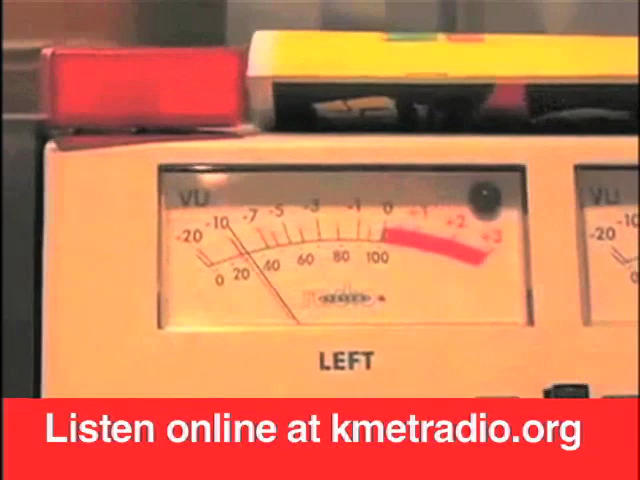 VU
-20 -10 -7 -5 -3 -1 0 +1 +2 +3
0 20 40 60 80 100
LEFT
VU
-20 -10
0
Listen online at kmetradio.org